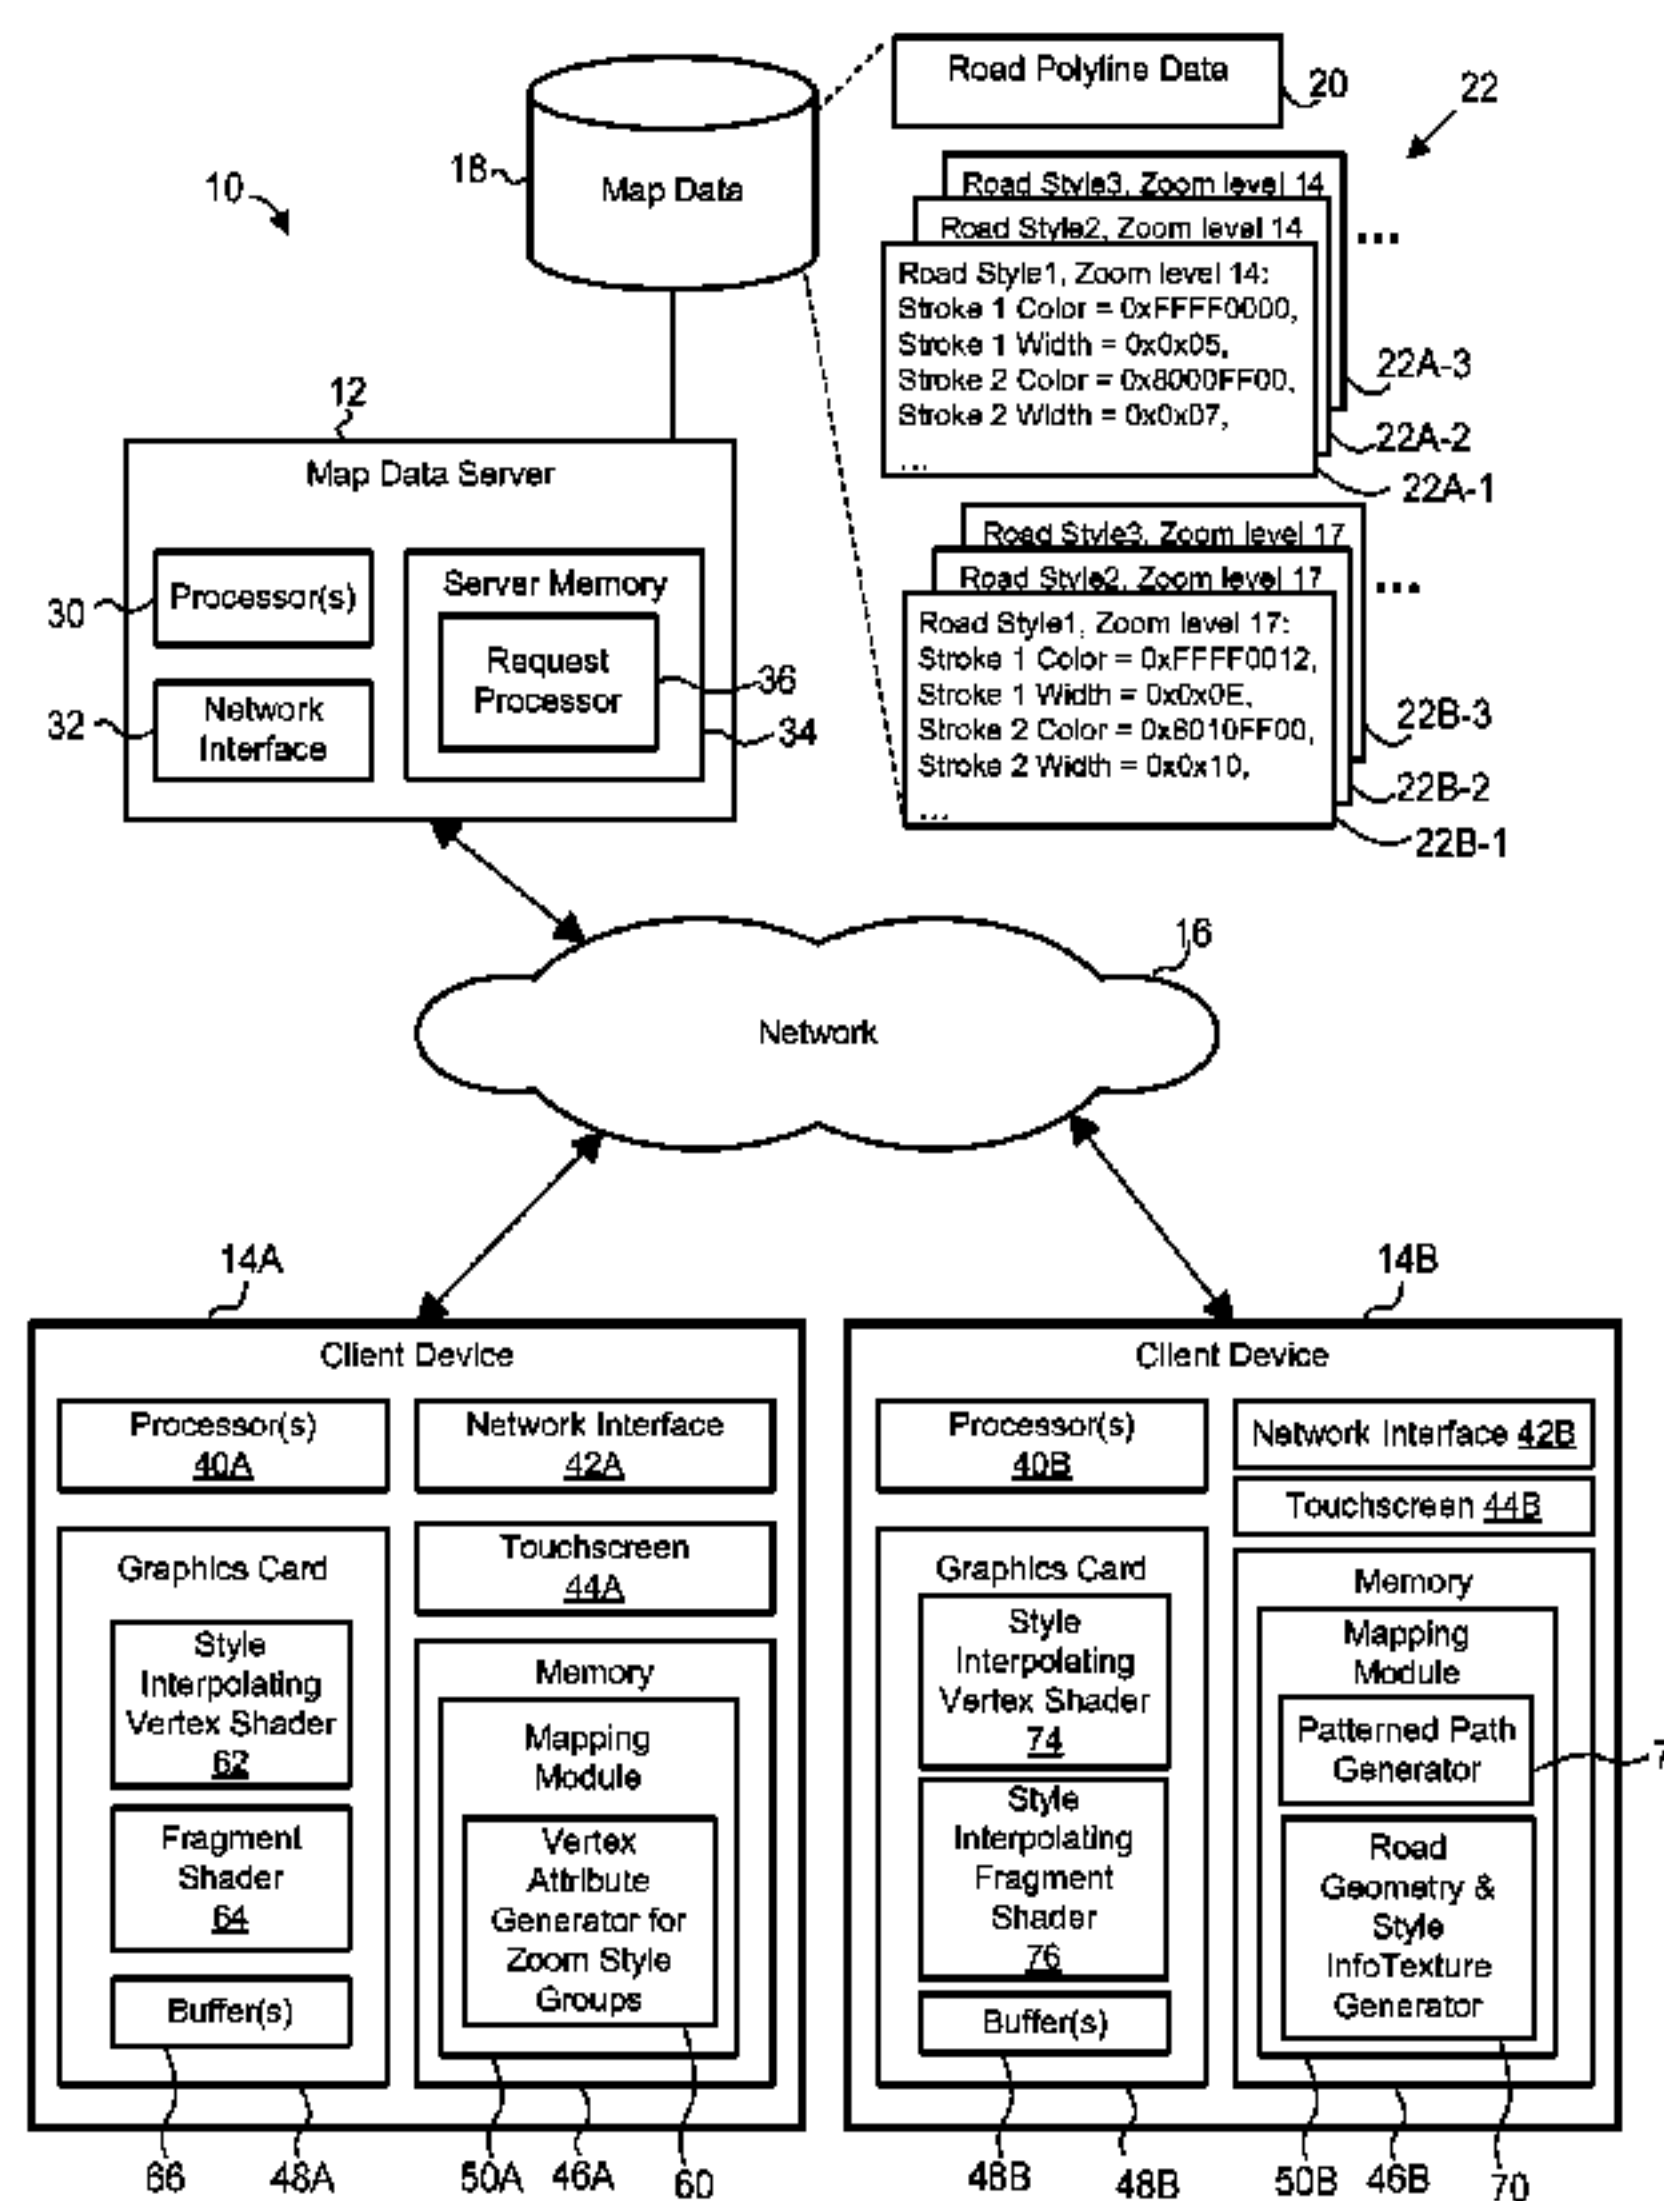 Road Polyline Data
20
22
18
Map Data
10
Road Style3, Zoom level 14
Road Style2, Zoom level 14
...
Road Style1, Zoom level 14:
Stroke 1 Color = 0xFFFF0000,
Stroke 1 Width = 0x0x05,
Stroke 2 Color = 0x8000FF00,
Stroke 2 Width = 0x0x07,
...
22A-3
22A-2
22A-1
12
Map Data Server
Processor(s)
30
Network
Interface
32
Server Memory
Request
Processor
36
34
Road Style3, Zoom level 17
Road Style2, Zoom level 17
...
Road Style1, Zoom level 17:
Stroke 1 Color = 0xFFFF0012,
Stroke 1 Width = 0x0x0E,
Stroke 2 Color = 0x6010FF00,
Stroke 2 Width = 0x0x10,
...
22B-3
22B-2
22B-1
16
Network
14A
Client Device
Processor(s)
40A
Network Interface
42A
Touchscreen
44A
Graphics Card
Style
Interpolating
Vertex Shader
62
Fragment
Shader
64
Buffer(s)
Memory
Mapping
Module
Vertex
Attribute
Generator for
Zoom Style
Groups
66
48A
50A
46A
60
14B
Client Device
Processor(s)
40B
Network Interface 42B
Touchscreen 44B
Graphics Card
Style
Interpolating
Vertex Shader
74
Style
Interpolating
Fragment
Shader
76
Buffer(s)
Memory
Mapping
Module
Patterned Path
Generator
Road
Geometry &
Style
InfoTexture
Generator
48B
48B
50B
46B
70